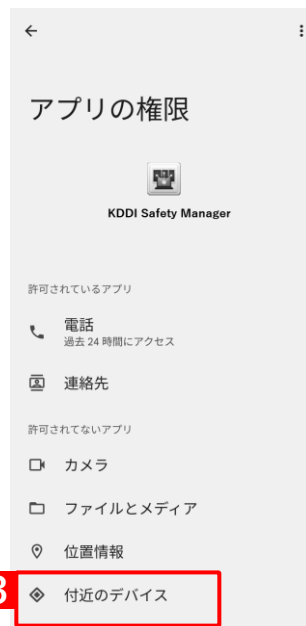 アプリの権限
KDDI Safety Manager
許可されているアプリ
電話
過去 24 時間にアクセス
連絡先
許可されてないアプリ
カメラ
ファイルとメディア
位置情報
付近のデバイス